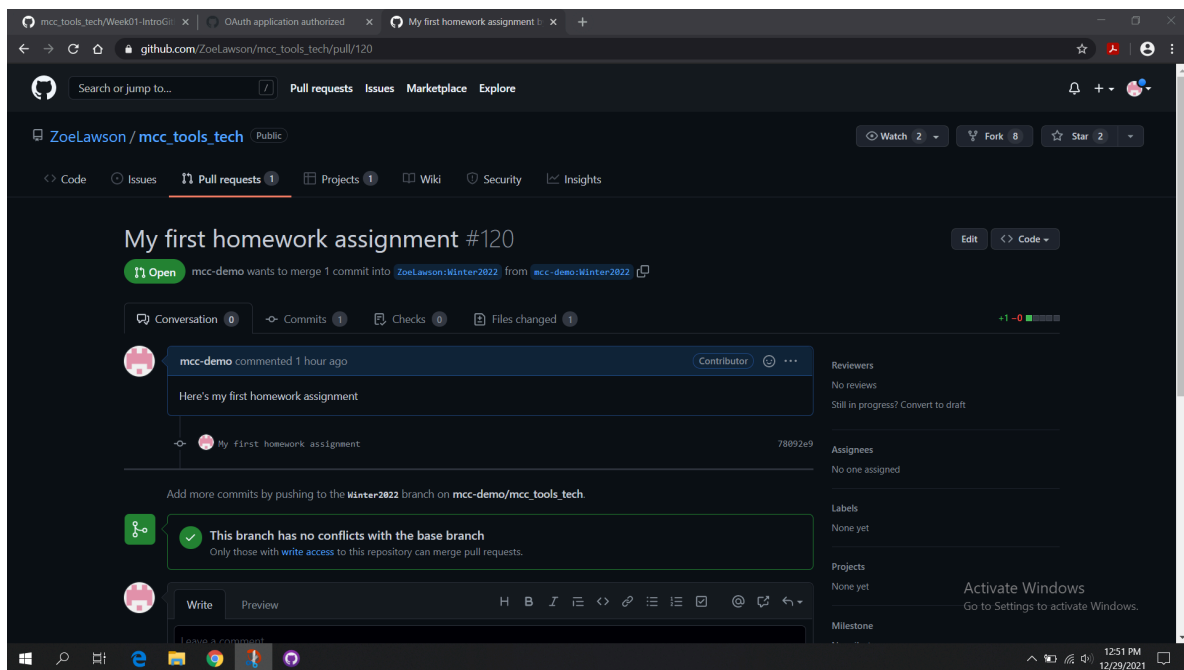 mcc_tools_tech/Week01-IntroGit
OAuth application authorized
My first homework assignment b
github.com/ZoeLawson/mcc_tools_tech/pull/120
Search or jump to... /
Pull requests Issues Marketplace Explore
ZoeLawson / mcc_tools_tech Public
Watch 2 Fork 8 Star 2
Code Issues Pull requests 1 Projects 1 Wiki Security Insights
My first homework assignment #120
Edit <> Code
Open mcc-demo wants to merge 1 commit into ZoeLawson:Winter2022 from mcc-demo:Winter2022
Conversation 0 Commits 1 Checks 0 Files changed 1
+1 −0
mcc-demo commented 1 hour ago Contributor
Here's my first homework assignment
My first homework assignment 78092e9
Add more commits by pushing to the Winter2022 branch on mcc-demo/mcc_tools_tech.
This branch has no conflicts with the base branch
Only those with write access to this repository can merge pull requests.
Write Preview
H B I
Leave a comment
Reviewers
No reviews
Still in progress? Convert to draft
Assignees
No one assigned
Labels
None yet
Projects
None yet
Milestone
Activate Windows
Go to Settings to activate Windows.
12:51 PM
12/29/2021